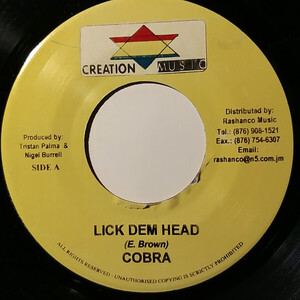 CREATION MUSIC
Produced by:
Tristan Palma &
Nigel Burrell
SIDE A
Distributed by:
Rashanco Music
Tel.: (876) 908-1521
Fax.: (876) 754-6307
Email:
rashanco@n5.com.jm
LICK DEM HEAD
(E. Brown)
COBRA
ALL RIGHTS RESERVED - UNAUTHORISED COPYING IS STRICTLY PROHIBITED